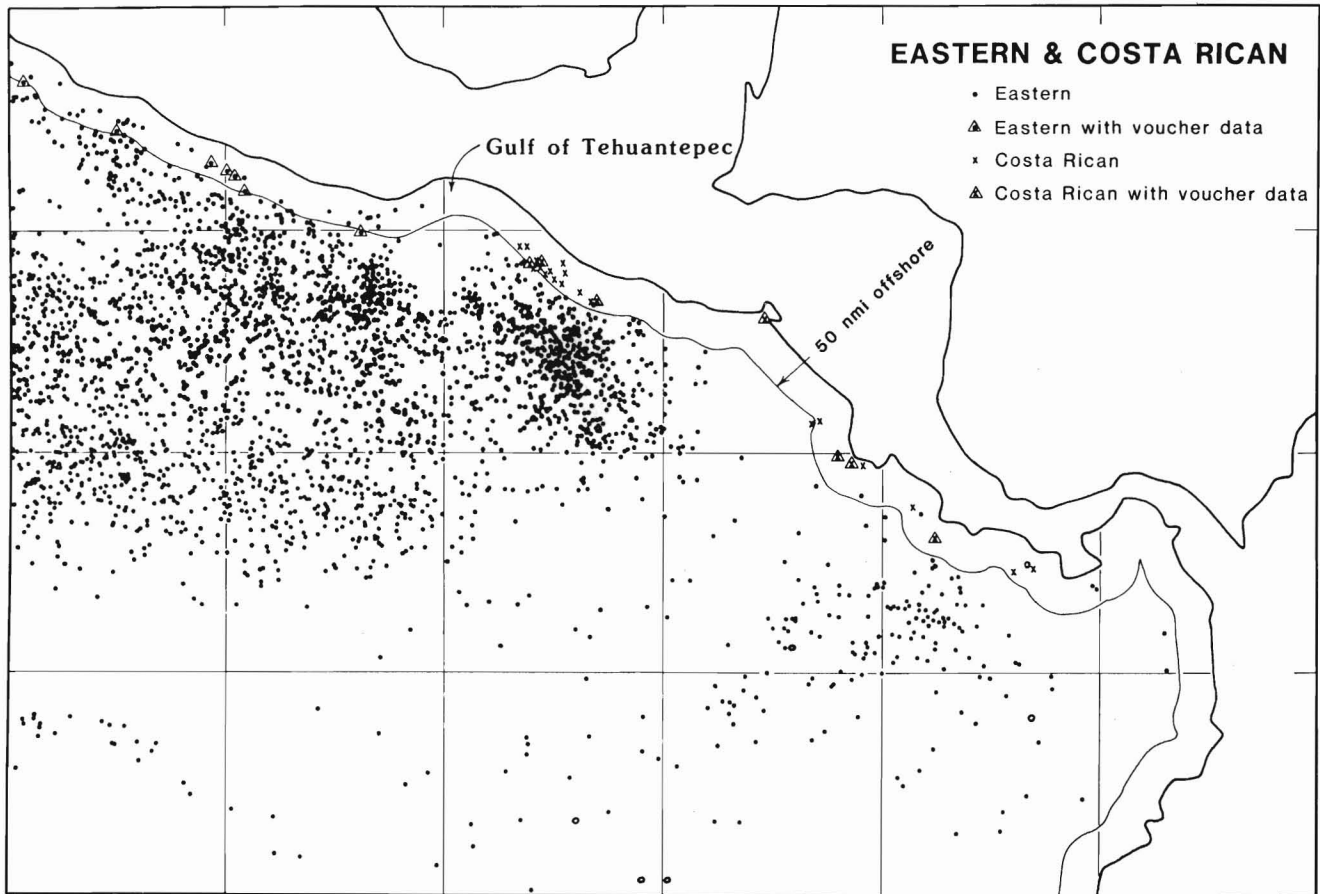 EASTERN & COSTA RICAN
Eastern
Eastern with voucher data
Costa Rican
Costa Rican with voucher data
Gulf of Tehuantepec
50 nmi offshore